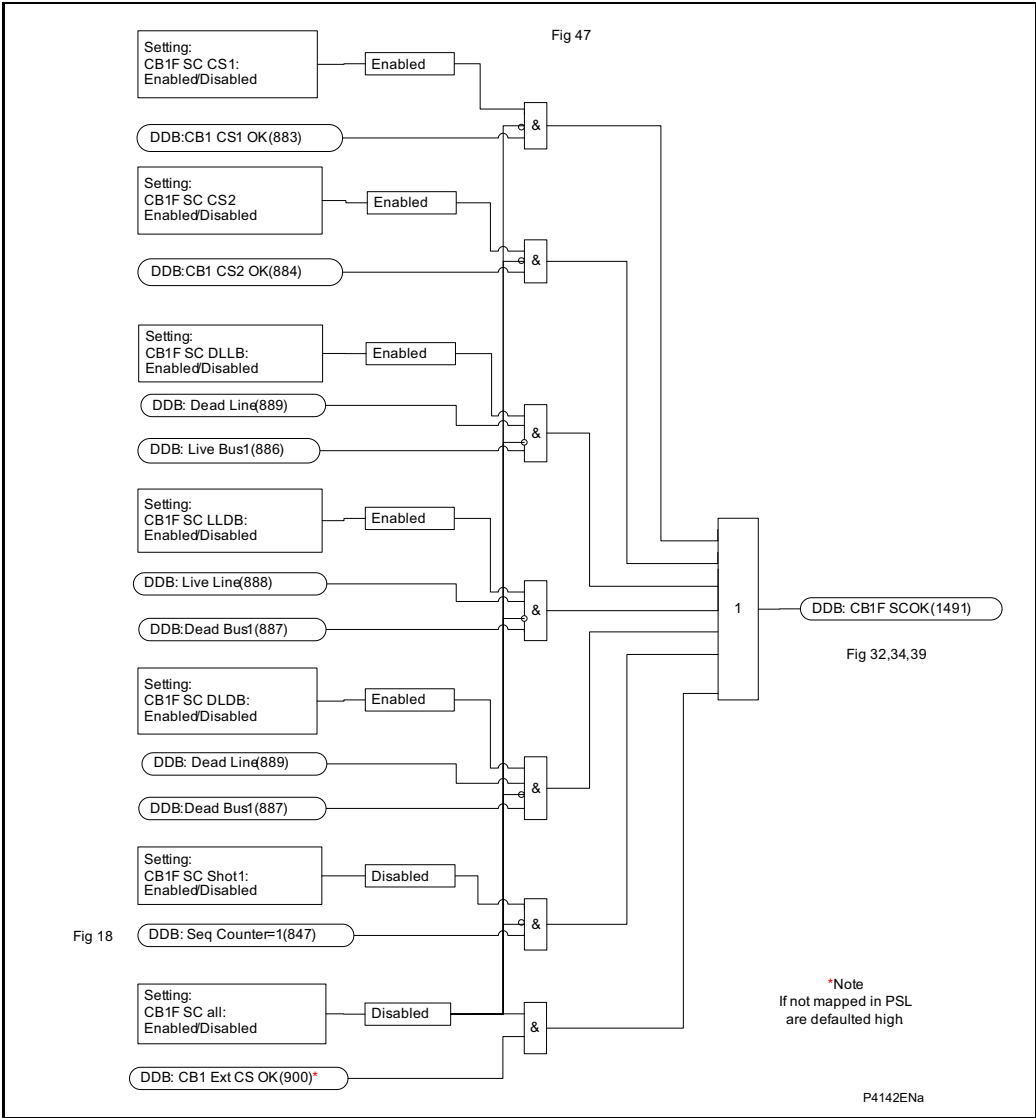 Fig 47
Setting:
CB1F SC CS1:
Enabled/Disabled
Enabled
DDB:CB1 CS1 OK(883)
&
Setting:
CB1F SC CS2
Enabled/Disabled
Enabled
DDB:CB1 CS2 OK(884)
&
Setting:
CB1F SC DLLB:
Enabled/Disabled
Enabled
DDB: Dead Line(889)
DDB: Live Bus1(886)
&
Setting:
CB1F SC LLDB:
Enabled/Disabled
Enabled
DDB: Live Line(888)
DDB:Dead Bus1(887)
&
1
DDB: CB1F SCOK(1491)
Fig 32,34,39
Setting:
CB1F SC DLDB:
Enabled/Disabled
Enabled
DDB: Dead Line(889)
DDB:Dead Bus1(887)
&
Setting:
CB1F SC Shot1:
Enabled/Disabled
Disabled
Fig 18
DDB: Seq Counter=1(847)
&
Setting:
CB1F SC all:
Enabled/Disabled
Disabled
&
DDB: CB1 Ext CS OK(900)*
*Note
If not mapped in PSL
are defaulted high
P4142ENa